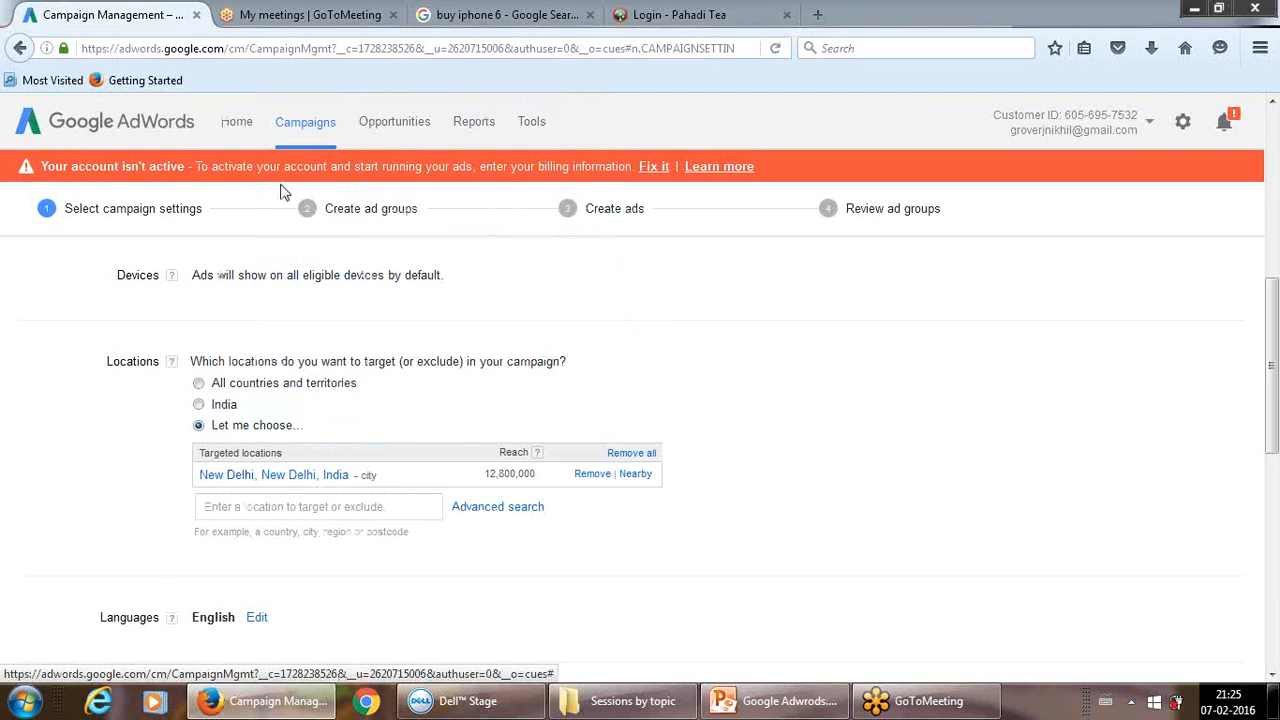 Campaign Management – ...
My meetings | GoToMeeting
buy iphone 6 - Google Sear...
Login - Pahadi Tea
https://adwords.google.com/cm/CampaignMgmt?__c=1728238526&__u=2620715006&authuser=0&__o=cues#n.CAMPAIGNSETTIN
Search
Most Visited
Getting Started
Google AdWords
Home
Campaigns
Opportunities
Reports
Tools
Customer ID: 605-695-7532
groverjnikhil@gmail.com
Your account isn't active - To activate your account and start running your ads, enter your billing information. Fix it | Learn more
1 Select campaign settings
2 Create ad groups
3 Create ads
4 Review ad groups
Devices ? Ads will show on all eligible devices by default.
Locations ? Which locations do you want to target (or exclude) in your campaign?
All countries and territories
India
Let me choose...
Targeted locations Reach ? Remove all
New Delhi, New Delhi, India - city 12,800,000 Remove | Nearby
Enter a location to target or exclude. Advanced search
For example, a country, city, region or postcode
Languages ? English Edit
https://adwords.google.com/cm/CampaignMgmt?__c=1728238526&__u=2620715006&authuser=0&__o=cues#
Campaign Manag...
Dell™ Stage
Sessions by topic
Google Adwrods....
GoToMeeting
21:25
07-02-2016